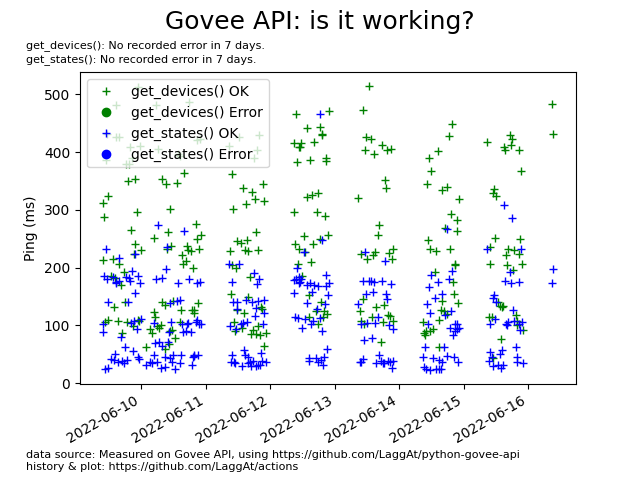 Govee API: is it working?
get_devices(): No recorded error in 7 days.
get_states(): No recorded error in 7 days.
get_devices() OK
get_devices() Error
get_states() OK
get_states() Error
500
400
300
200
100
0
Ping (ms)
2022-06-10
2022-06-11
2022-06-12
2022-06-13
2022-06-14
2022-06-15
2022-06-16
data source: Measured on Govee API, using https://github.com/LaggAt/python-govee-api
history & plot: https://github.com/LaggAt/actions